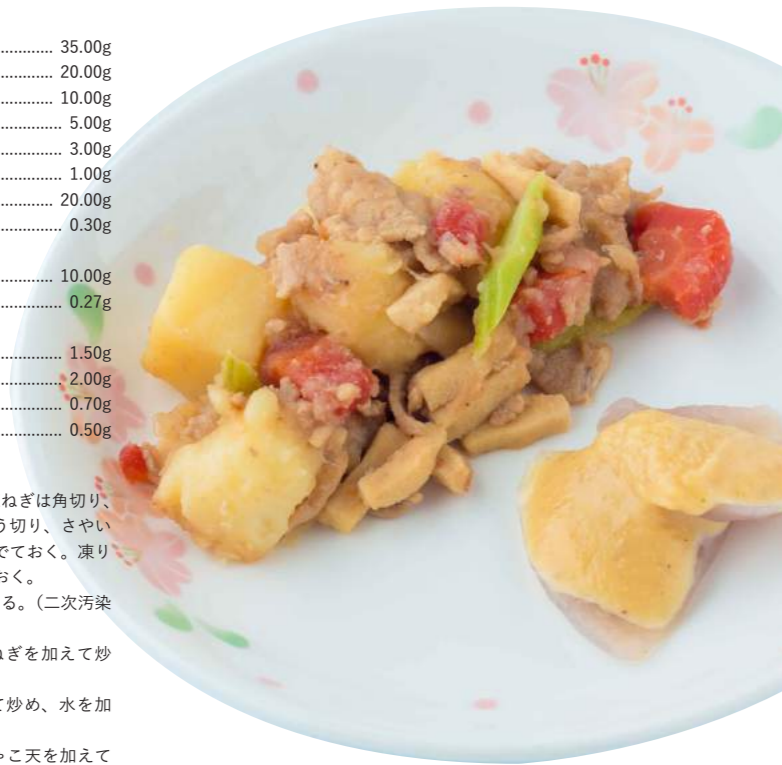 35.00g
20.00g
10.00g
5.00g
3.00g
1.00g
20.00g
0.30g
10.00g
0.27g
1.50g
2.00g
0.70g
0.50g
ねぎは角切り、
う切り、さやい
でておく。凍り
おく。
る。(二次汚染
ねぎを加えて炒
て炒め、水を加
ゃこ天を加えて